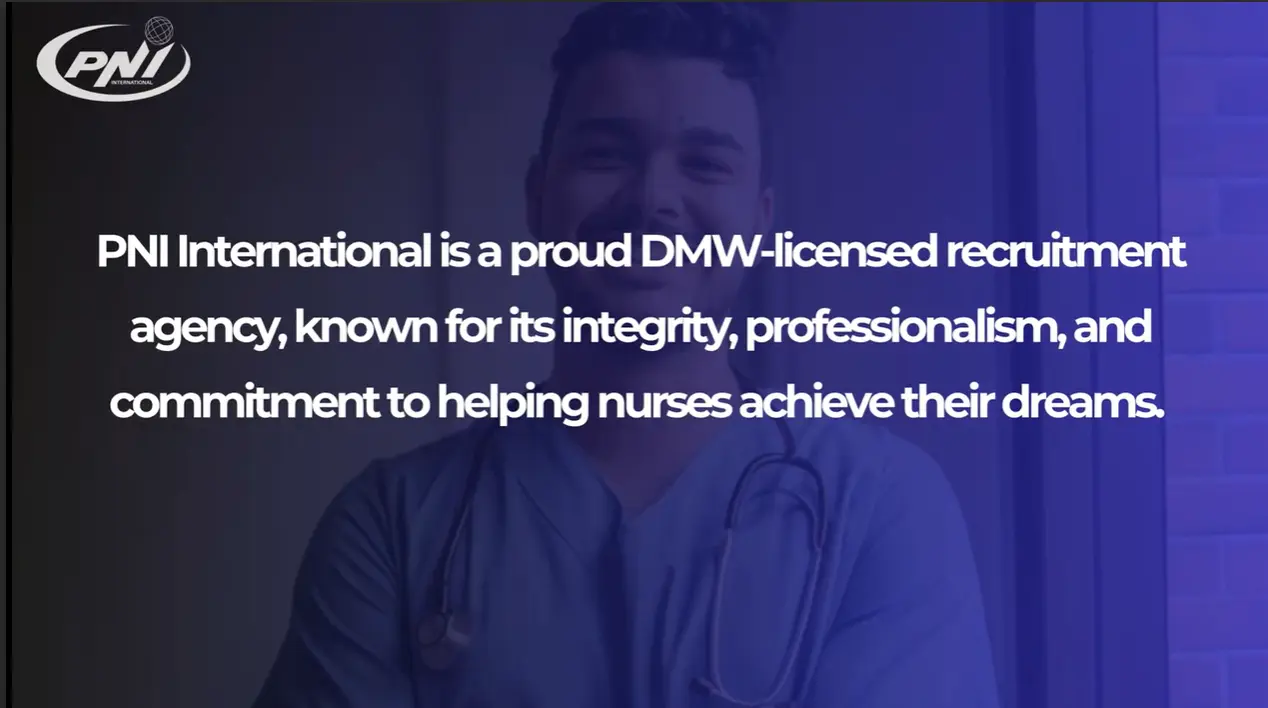 PNI
INTERNATIONAL
PNI International is a proud DMW-licensed recruitment
agency, known for its integrity, professionalism, and
commitment to helping nurses achieve their dreams.